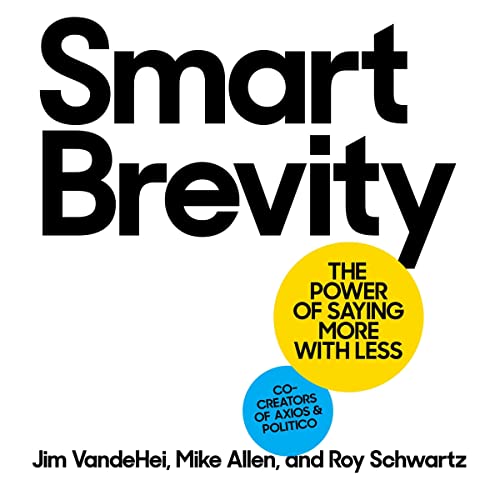 Smart
Brevity
THE
POWER
OF SAYING
MORE
WITH LESS
CO-
CREATORS
OF AXIOS &
POLITICO
Jim VandeHei, Mike Allen, and Roy Schwartz